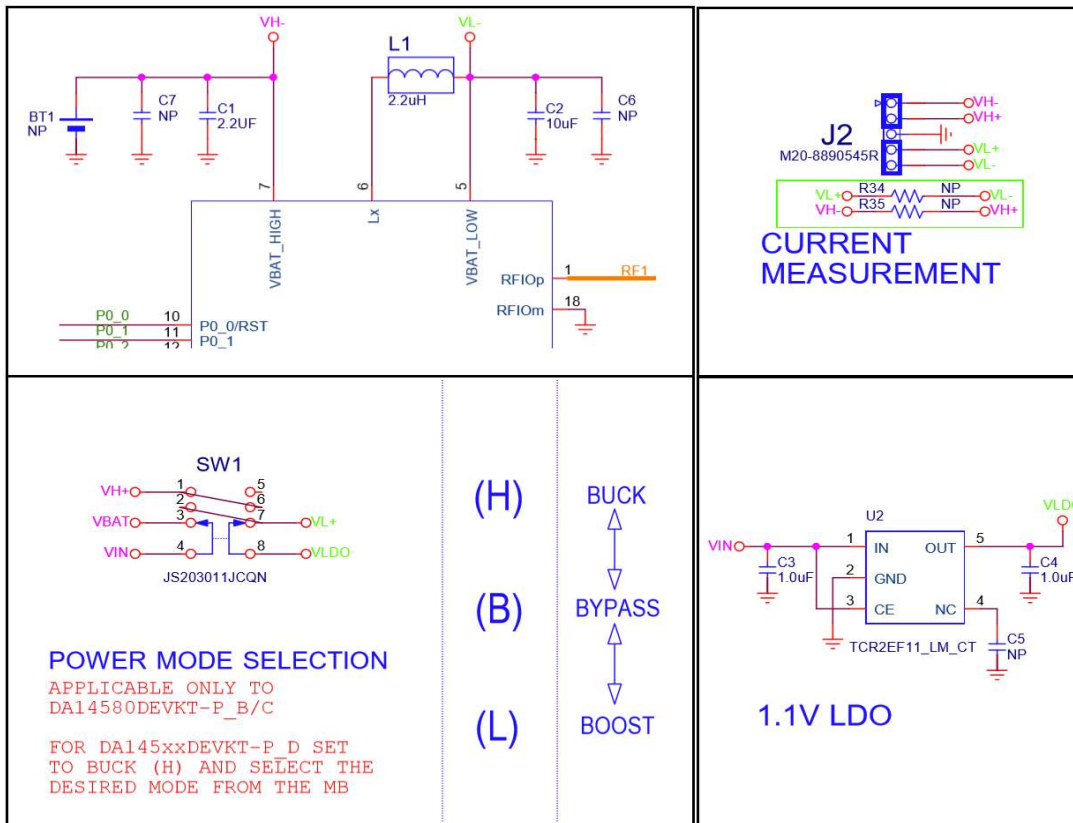 VH-
VL-
L1
2.2uH
BT1
NP
C7
NP
C1
2.2UF
C2
10uF
C6
NP
7
6
5
VBAT_HIGH
Lx
VBAT_LOW
RFIOp
1
RF1
RFIOm
18
P0_0
10
P0_0/RST
P0_1
11
P0_1
P0_2
12
VH-
VH+
J2
M20-8890545R
VL+
VL-
VL+
R34
NP
VL-
VH-
R35
NP
VH+
CURRENT
MEASUREMENT
SW1
VH+
1
5
2
6
VBAT
3
7
VL+
VIN
4
8
VLDO
JS203011JCQN
POWER MODE SELECTION
APPLICABLE ONLY TO
DA14580DEVKT-P_B/C
FOR DA145xxDEVKT-P_D SET
TO BUCK (H) AND SELECT THE
DESIRED MODE FROM THE MB
(H)
BUCK
(B)
BYPASS
(L)
BOOST
VLDO
U2
VIN
1
IN
OUT
5
C3
1.0uF
2
GND
C4
1.0uF
3
CE
NC
4
TCR2EF11_LM_CT
C5
NP
1.1V LDO